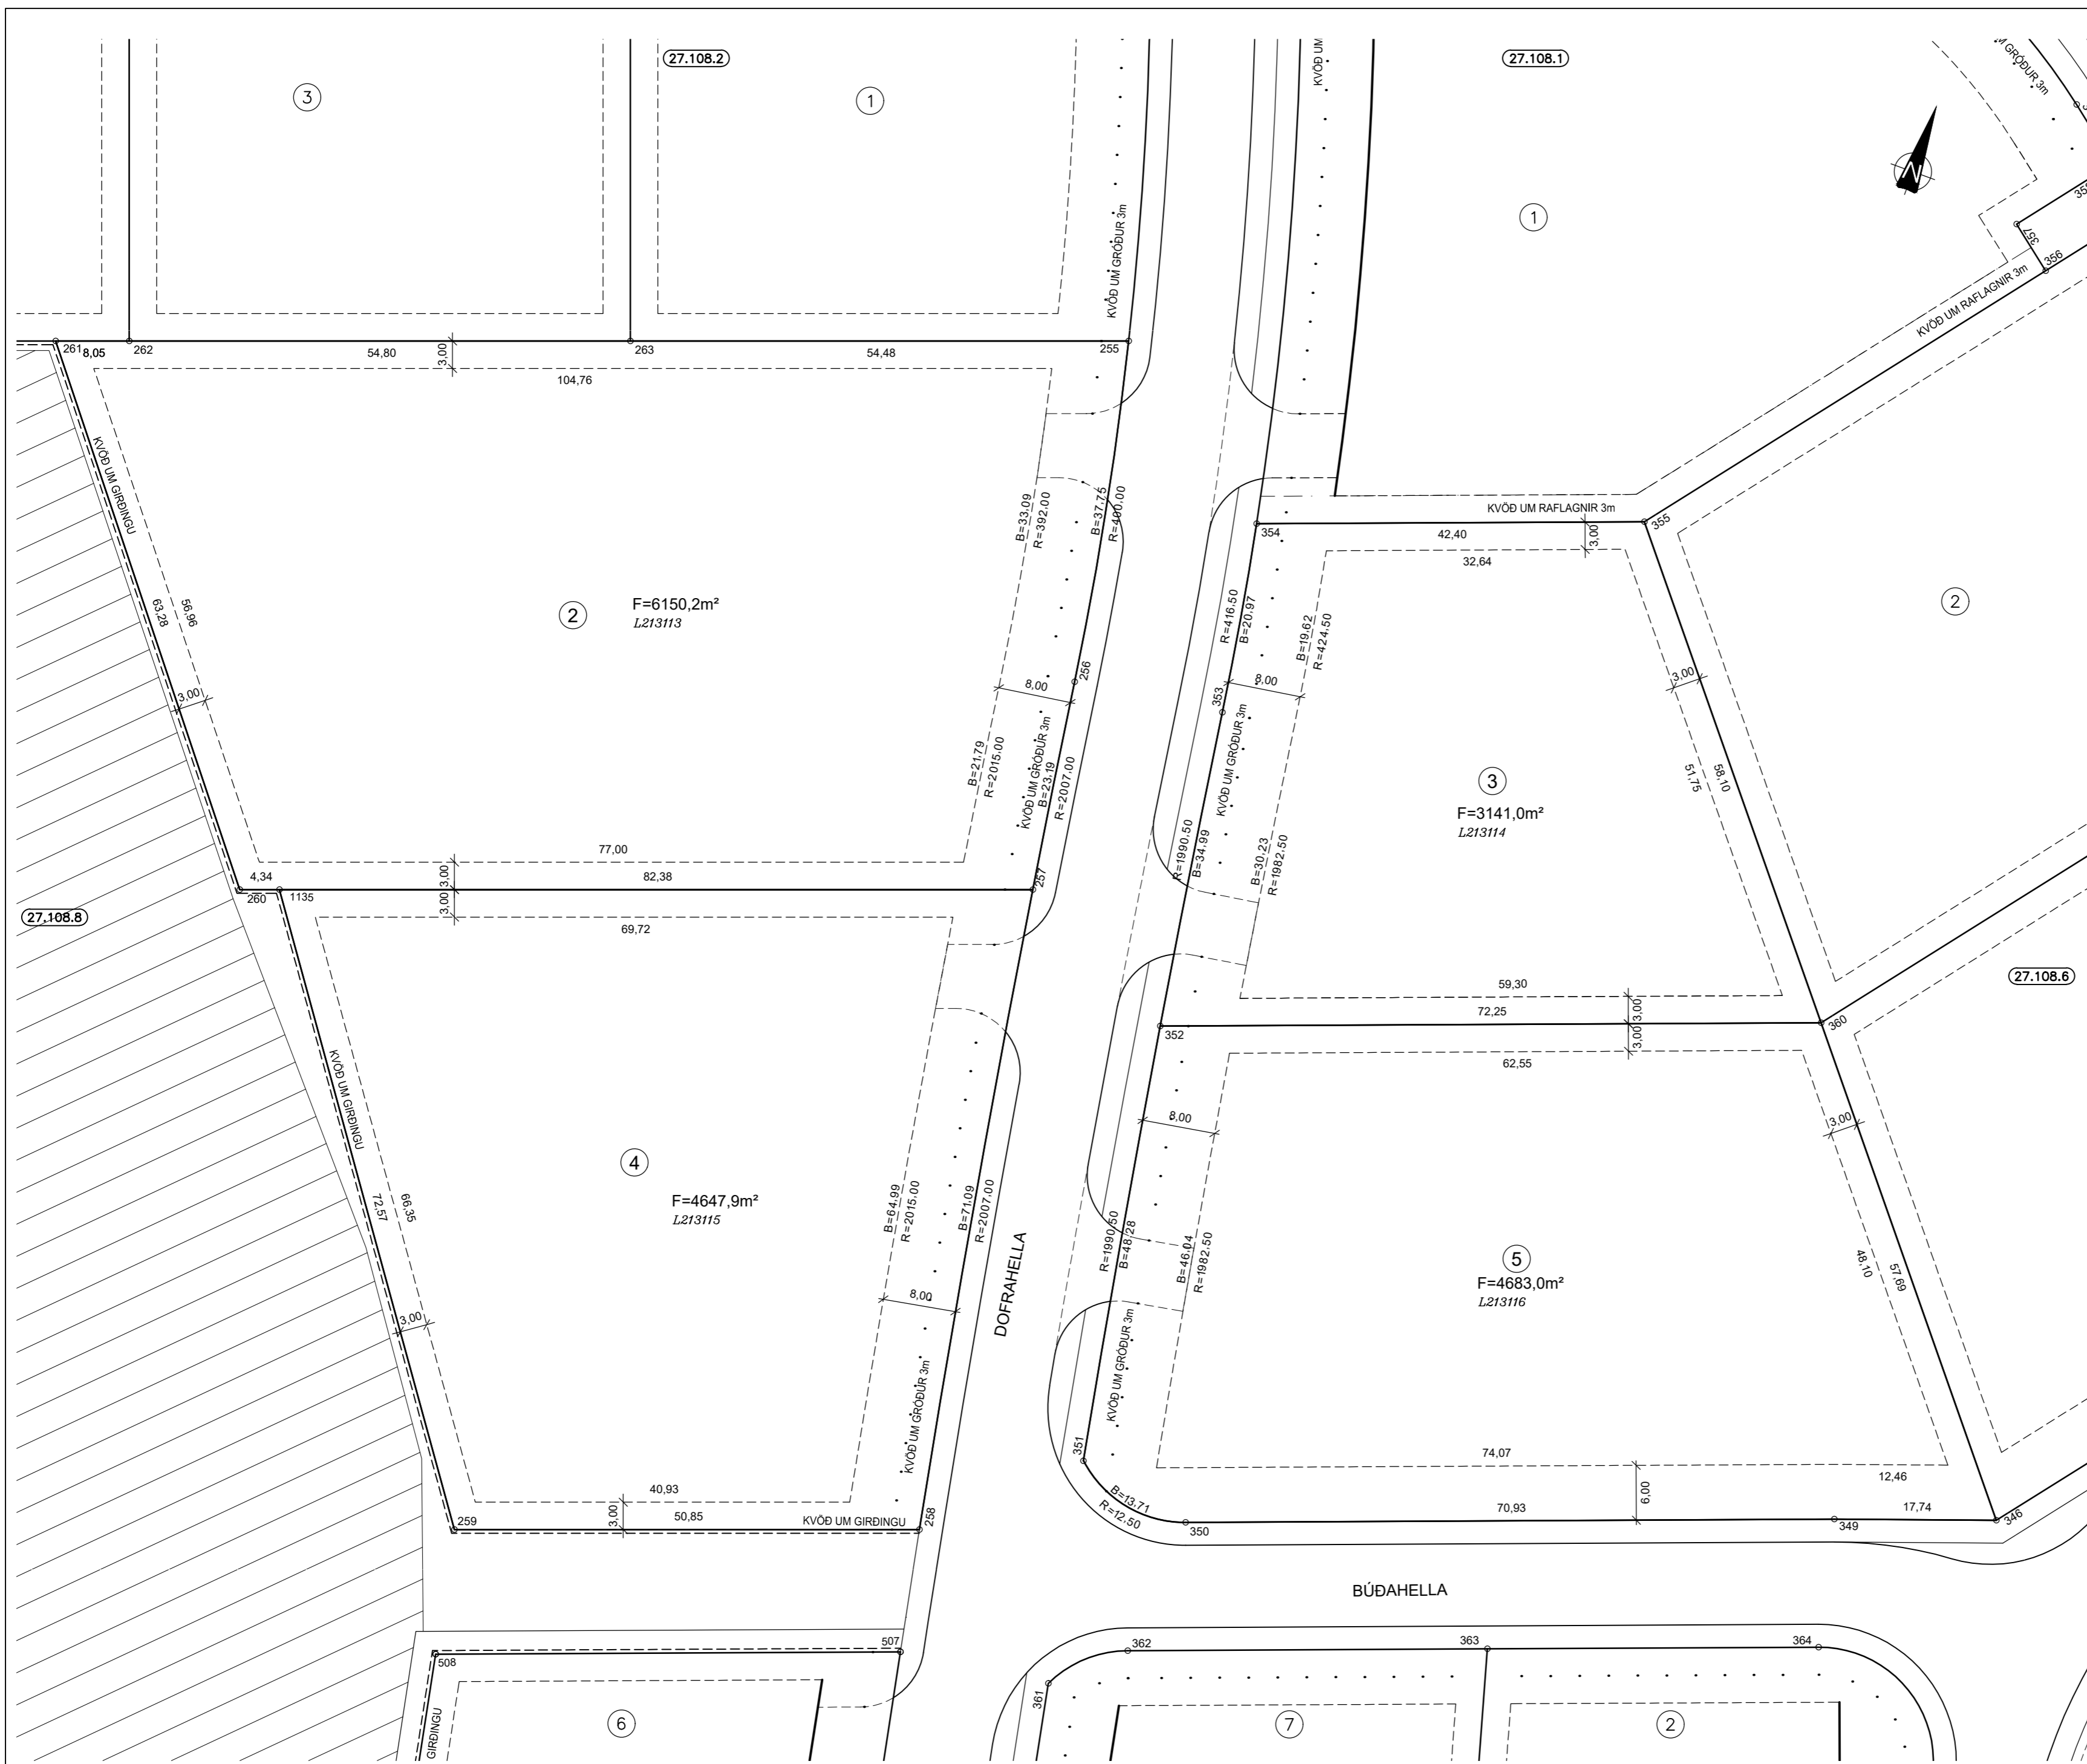 27.108.2
27.108.1
3
1
1
KVÖÐ UM
M GRÓÐUR 3m
N
KVÖÐ UM GRÓÐUR 3m
357
356
KVÖÐ UM RAFLAGNIR 3m
261
8,05
262
54,80
3,00
263
54,48
255
104,76
KVÖÐ UM GIRÐINGU
63,28
56,96
3,00
2
F=6150,2m²
L213113
B=33.09
R=392.00
B=37.75
R=400.00
256
8,00
B=21.79
R=2015.00
KVÖÐ UM GRÓÐUR 3m
B=23.19
R=2007.00
77,00
82,38
3,00
3,00
257
4,34
260
1135
69,72
27.108.8
354
KVÖÐ UM RAFLAGNIR 3m
42,40
3,00
355
32,64
R=416.50
B=20.97
B=19.62
R=424.50
353
8,00
KVÖÐ UM GRÓÐUR 3m
3,00
51,75
58,10
3
F=3141,0m²
L213114
R=1990.50
B=34.99
B=30.23
R=1982.50
2
27.108.6
59,30
72,25
3,00
3,00
352
360
62,55
KVÖÐ UM GIRÐINGU
72,57
66,35
3,00
4
F=4647,9m²
L213115
B=64.99
R=2015.00
B=71.09
R=2007.00
8,00
KVÖÐ UM GRÓÐUR 3m
DOFRAHELLA
8,00
3,00
R=1990.50
B=48.28
B=46.04
R=1982.50
KVÖÐ UM GRÓÐUR 3m
5
F=4683,0m²
L213116
48,10
57,69
351
74,07
12,46
6,00
B=13.71
R=12.50
350
70,93
17,74
349
346
40,93
3,00
50,85
KVÖÐ UM GIRÐINGU
259
258
BÚÐAHELLA
507
508
GIRÐINGU
6
361
362
363
364
7
2